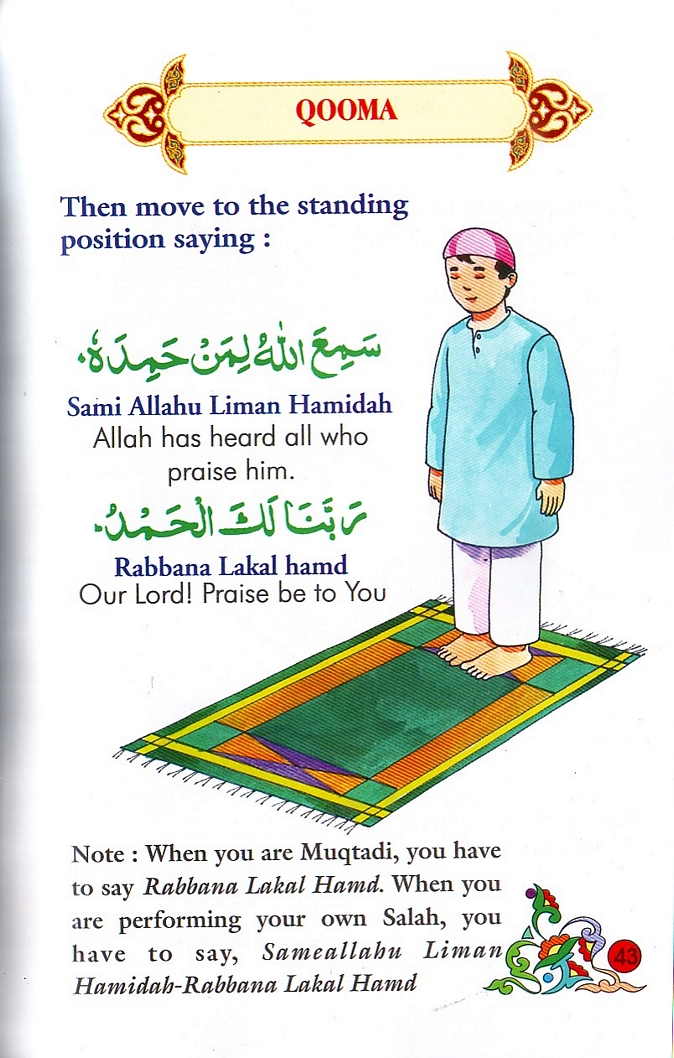 QOOMA
Then move to the standing
position saying :
سَمِعَ اللهُ لِمَنْ حَمِدَهٗ.
Sami Allahu Liman Hamidah
Allah has heard all who
praise him.
رَبَّنَا لَكَ الْحَمْدُ.
Rabbana Lakal hamd
Our Lord! Praise be to You
Note : When you are Muqtadi, you have
to say Rabbana Lakal Hamd. When you
are performing your own Salah, you
have to say, Sameallahu Liman
Hamidah-Rabbana Lakal Hamd
43